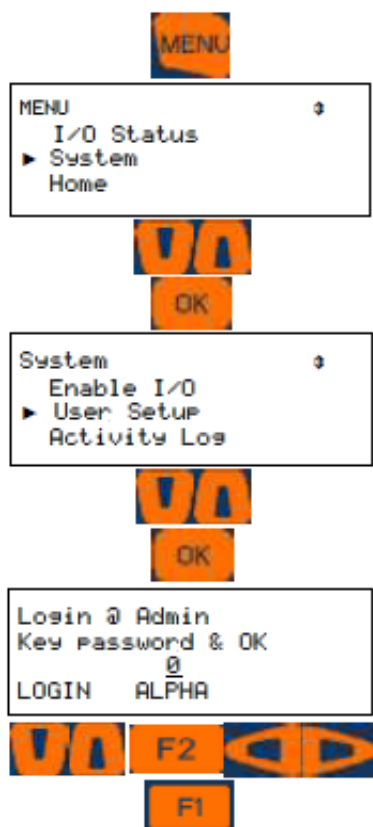 MENU
MENU
I/O Status
► System
Home
OK
System
Enable I/O
► User Setup
Activity Log
OK
Login @ Admin
Key password & OK
0
LOGIN ALPHA
F2
F1